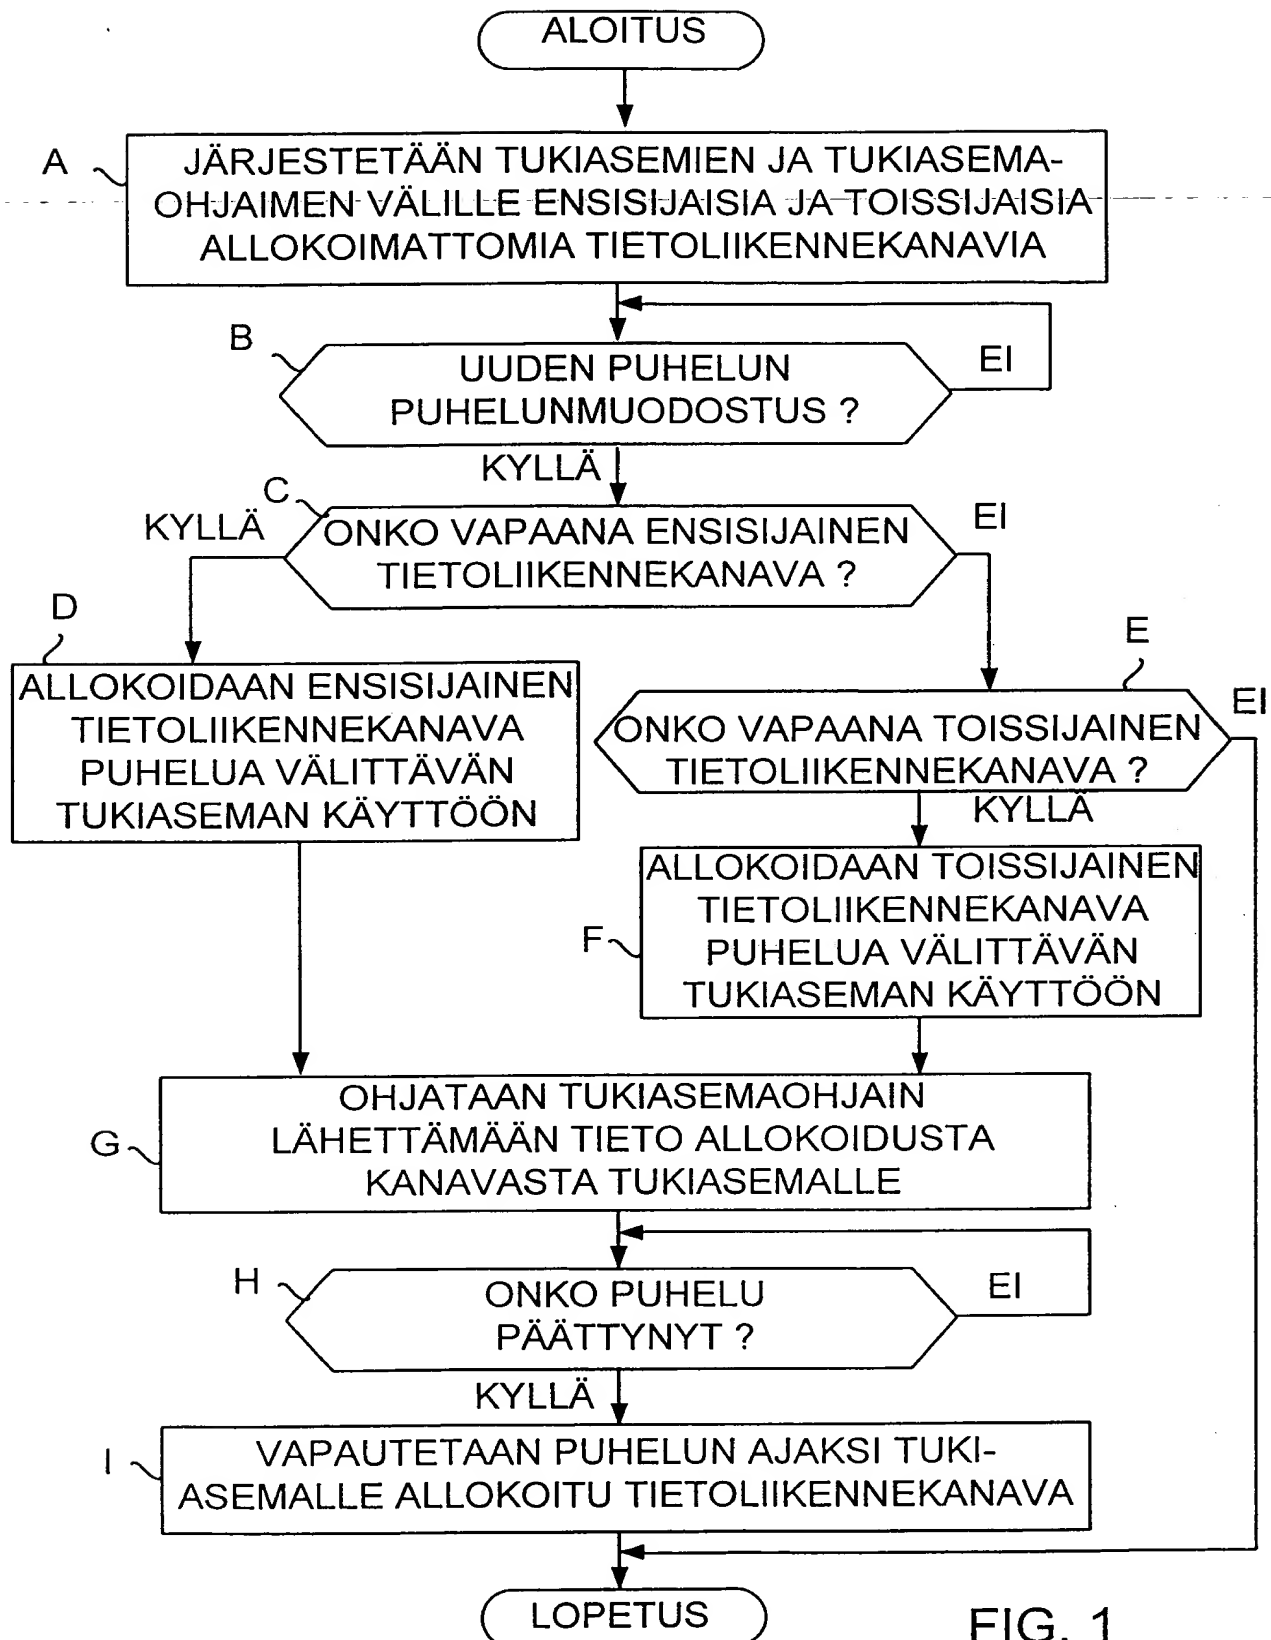 ALOITUS
A
JÄRJESTETÄÄN TUKIASEMIEN JA TUKIASEMA-
OHJAIMEN VÄLILLE ENSISIJAISIA JA TOISSIJAISIA
ALLOKOIMATTOMIA TIETOLIIKENNEKANAVIA
B
UUDEN PUHELUN
PUHELUNMUODOSTUS ?
EI
KYLLÄ
C
ONKO VAPAANA ENSISIJAINEN
TIETOLIIKENNEKANAVA ?
KYLLÄ
EI
D
ALLOKOIDAAN ENSISIJAINEN
TIETOLIIKENNEKANAVA
PUHELUA VÄLITTÄVÄN
TUKIASEMAN KÄYTTÖÖN
E
ONKO VAPAANA TOISSIJAINEN
TIETOLIIKENNEKANAVA ?
EI
KYLLÄ
F
ALLOKOIDAAN TOISSIJAINEN
TIETOLIIKENNEKANAVA
PUHELUA VÄLITTÄVÄN
TUKIASEMAN KÄYTTÖÖN
G
OHJATAAN TUKIASEMAOHJAIN
LÄHETTÄMÄÄN TIETO ALLOKOIDUSTA
KANAVASTA TUKIASEMALLE
H
ONKO PUHELU
PÄÄTTYNYT ?
EI
KYLLÄ
I
VAPAUTETAAN PUHELUN AJAKSI TUKI-
ASEMALLE ALLOKOITU TIETOLIIKENNEKANAVA
LOPETUS
FIG. 1